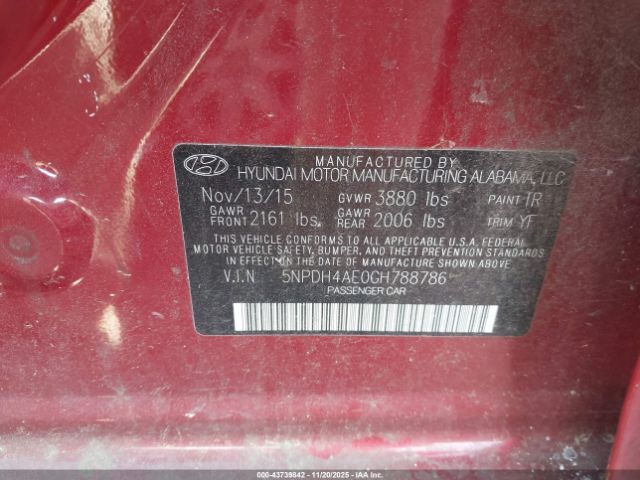 MANUFACTURED BY
HYUNDAI MOTOR MANUFACTURING ALABAMA, LLC
Nov/13/15 GVWR 3880 lbs PAINT TR
GAWR FRONT 2161 lbs. GAWR REAR 2006 lbs TRIM YF
THIS VEHICLE CONFORMS TO ALL APPLICABLE U.S.A. FEDERAL
MOTOR VEHICLE SAFETY, BUMPER, AND THEFT PREVENTION STANDARDS
IN EFFECT ON THE DATE OF MANUFACTURE SHOWN ABOVE.
V.I.N 5NPDH4AE0GH788786
PASSENGER CAR
000-43739842 - 11/20/2025 - IAAI.COM